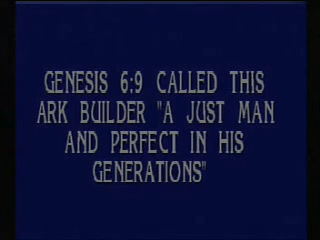 GENESIS 6:9 CALLED THIS
ARK BUILDER "A JUST MAN
AND PERFECT IN HIS
GENERATIONS"